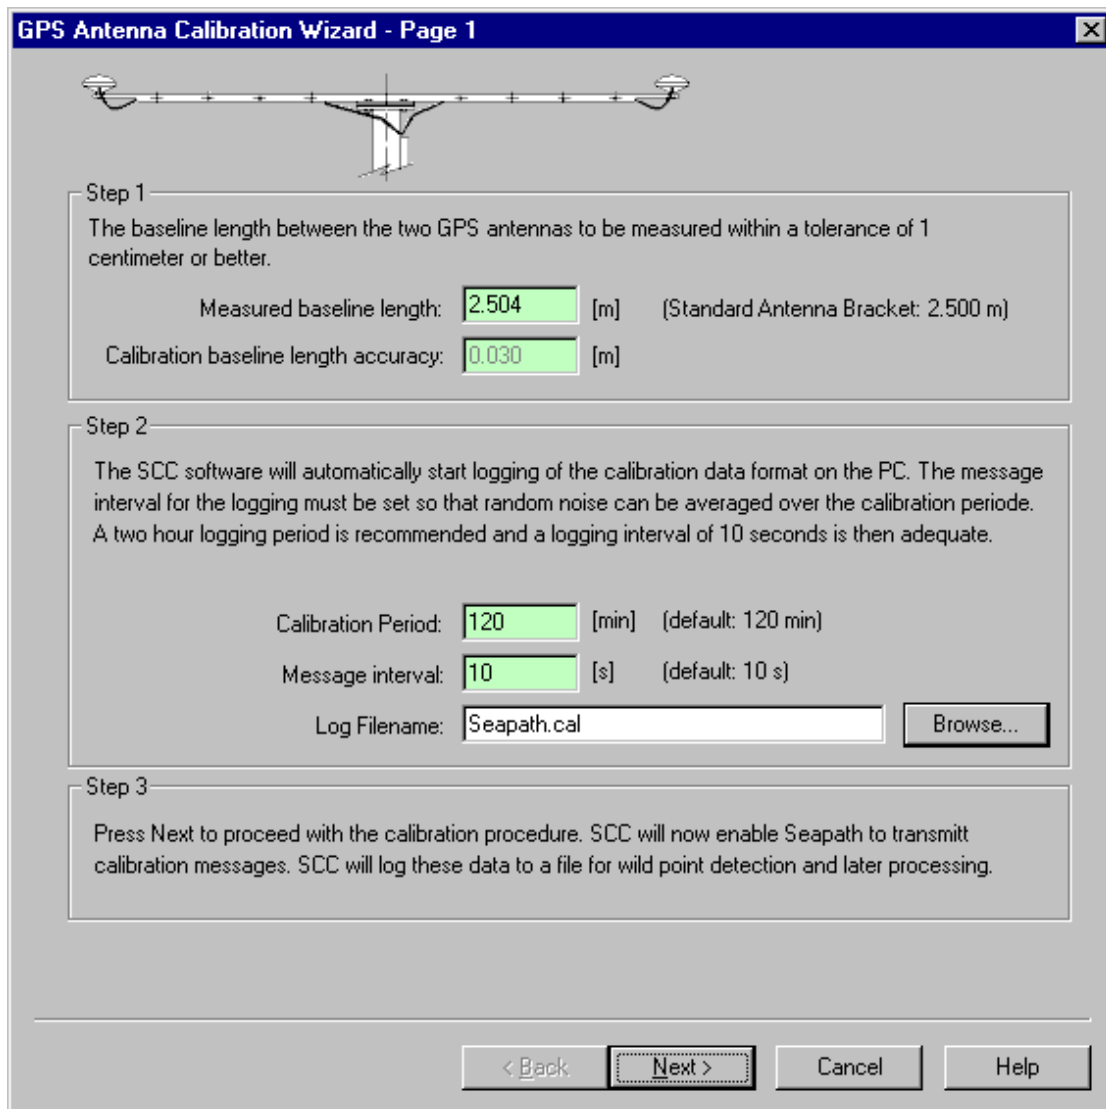 GPS Antenna Calibration Wizard - Page 1
Step 1
The baseline length between the two GPS antennas to be measured within a tolerance of 1
centimeter or better.
Measured baseline length: 2.504 [m] (Standard Antenna Bracket: 2.500 m)
Calibration baseline length accuracy: 0.030 [m]
Step 2
The SCC software will automatically start logging of the calibration data format on the PC. The message
interval for the logging must be set so that random noise can be averaged over the calibration periode.
A two hour logging period is recommended and a logging interval of 10 seconds is then adequate.
Calibration Period: 120 [min] (default: 120 min)
Message interval: 10 [s] (default: 10 s)
Log Filename: Seapath.cal Browse...
Step 3
Press Next to proceed with the calibration procedure. SCC will now enable Seapath to transmitt
calibration messages. SCC will log these data to a file for wild point detection and later processing.
< Back Next > Cancel Help